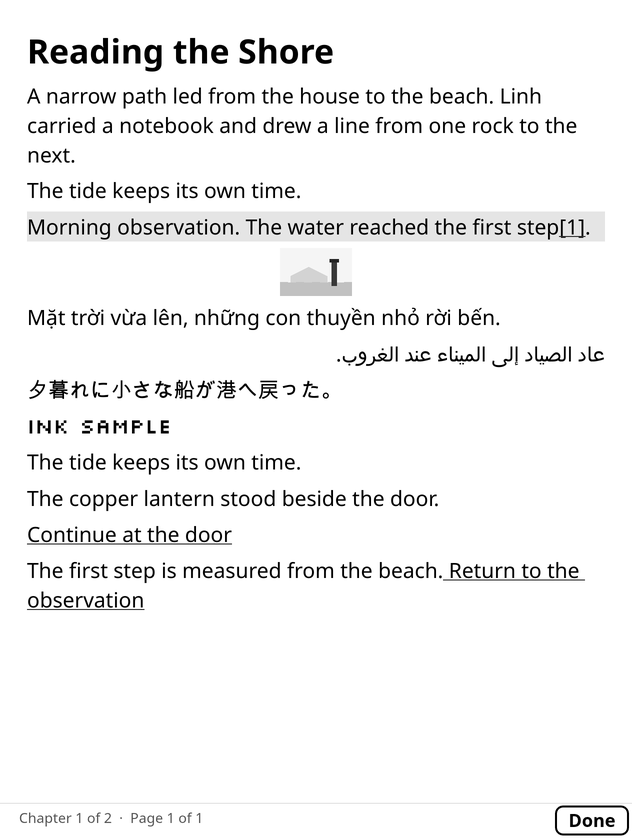 Reading the Shore
A narrow path led from the house to the beach. Linh
carried a notebook and drew a line from one rock to the
next.
The tide keeps its own time.
Morning observation. The water reached the first step[1].
Mặt trời vừa lên, những con thuyền nhỏ rời bến.
عاد الصياد إلى الميناء عند الغروب.
夕暮れに小さな船が港へ戻った。
INK SAMPLE
The tide keeps its own time.
The copper lantern stood beside the door.
Continue at the door
The first step is measured from the beach. Return to the
observation
Chapter 1 of 2 · Page 1 of 1
Done